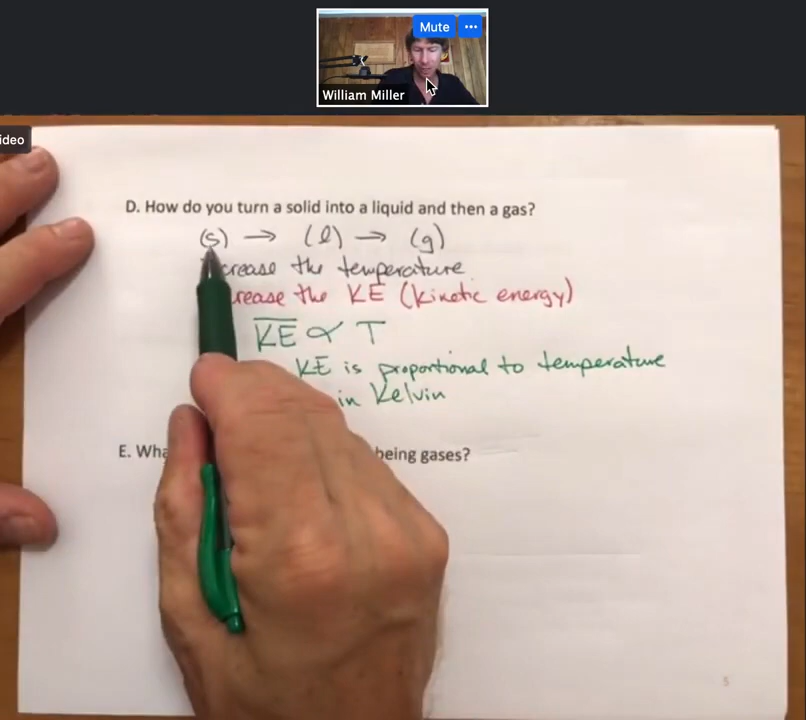 Mute
William Miller
ideo
D. How do you turn a solid into a liquid and then a gas?
(s) → (l) → (g)
crease the temperature
rease the KE (kinetic energy)
KE ∝ T
KE is proportional to temperature
in Kelvin
E. Wha being gases?
5